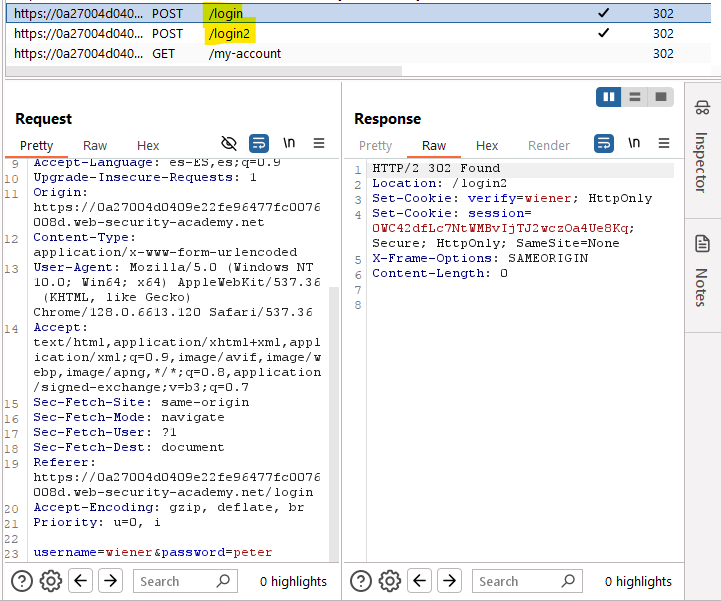 https://0a27004d040... POST /login ✓ 302
https://0a27004d040... POST /login2 ✓ 302
https://0a27004d040... GET /my-account 302
Request
Pretty Raw Hex \n
9 Accept-Language: es-ES,es;q=0.9
10 Upgrade-Insecure-Requests: 1
11 Origin:
https://0a27004d0409e22fe96477fc0076
008d.web-security-academy.net
12 Content-Type:
application/x-www-form-urlencoded
13 User-Agent: Mozilla/5.0 (Windows NT
10.0; Win64; x64) AppleWebKit/537.36
(KHTML, like Gecko)
Chrome/128.0.6613.120 Safari/537.36
14 Accept:
text/html,application/xhtml+xml,appl
ication/xml;q=0.9,image/avif,image/w
ebp,image/apng,*/*;q=0.8,application
/signed-exchange;v=b3;q=0.7
15 Sec-Fetch-Site: same-origin
16 Sec-Fetch-Mode: navigate
17 Sec-Fetch-User: ?1
18 Sec-Fetch-Dest: document
19 Referer:
https://0a27004d0409e22fe96477fc0076
008d.web-security-academy.net/login
20 Accept-Encoding: gzip, deflate, br
21 Priority: u=0, i
22
23 username=wiener&password=peter
Search 0 highlights
Response
Pretty Raw Hex Render \n
1 HTTP/2 302 Found
2 Location: /login2
3 Set-Cookie: verify=wiener; HttpOnly
4 Set-Cookie: session=
0WC42dfLc7NtWMBvIjTJ2wczOa4Ue8Kq;
Secure; HttpOnly; SameSite=None
5 X-Frame-Options: SAMEORIGIN
6 Content-Length: 0
7
8
Search 0 highlights
Inspector
Notes